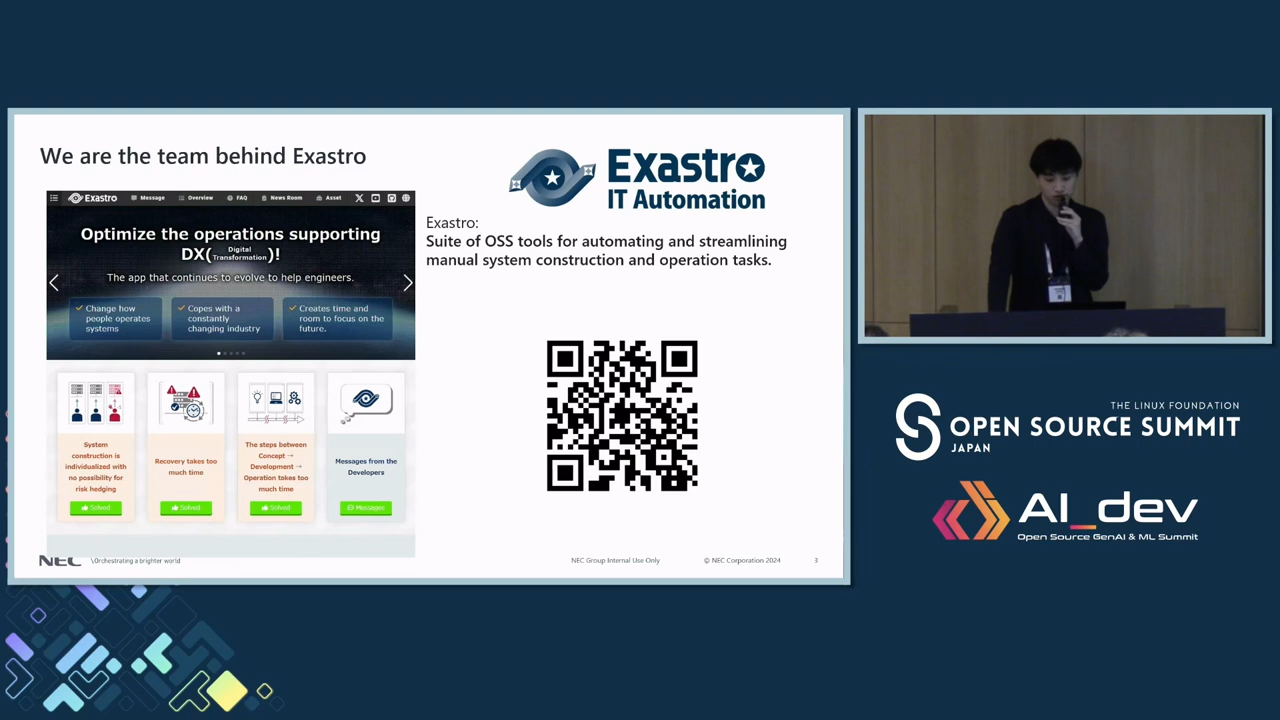 We are the team behind Exastro
Exastro
Message
Overview
FAQ
News Room
Asset
Optimize the operations supporting
DX(Digital Transformation)!
The app that continues to evolve to help engineers.
Change how
people operates
systems
Copes with a
constantly
changing industry
Creates time and
room to focus on the
future.
System
construction is
individualized with
no possibility for
risk hedging
Solved
Recovery takes too
much time
Solved
The steps between
Concept →
Development →
Operation takes too
much time
Solved
Messages from the
Developers
Messages
Exastro
IT Automation
Exastro:
Suite of OSS tools for automating and streamlining
manual system construction and operation tasks.
NEC
\Orchestrating a brighter world
NEC Group Internal Use Only
© NEC Corporation 2024
3
THE LINUX FOUNDATION
OPEN SOURCE SUMMIT
JAPAN
AI_dev
Open Source GenAI & ML Summit